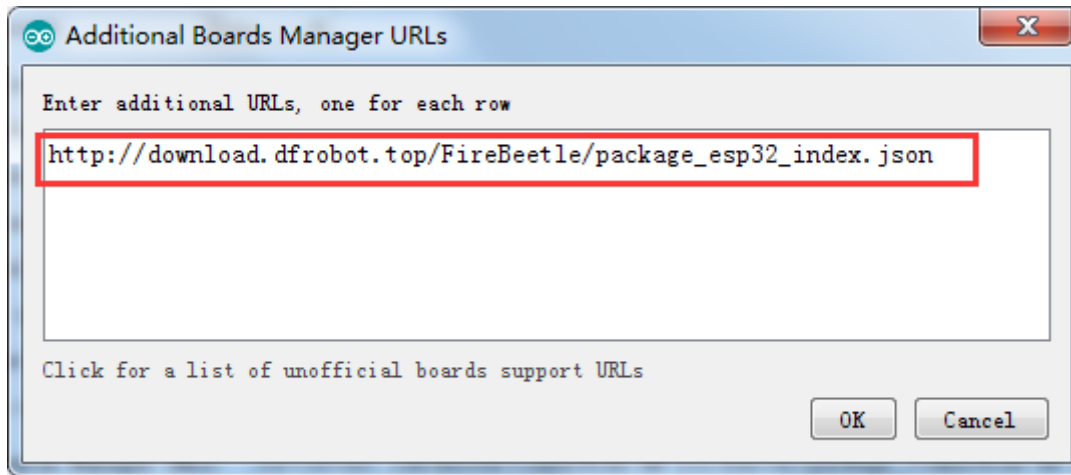 Additional Boards Manager URLs
Enter additional URLs, one for each row
http://download.dfrobot.top/FireBeetle/package_esp32_index.json
Click for a list of unofficial boards support URLs
OK Cancel